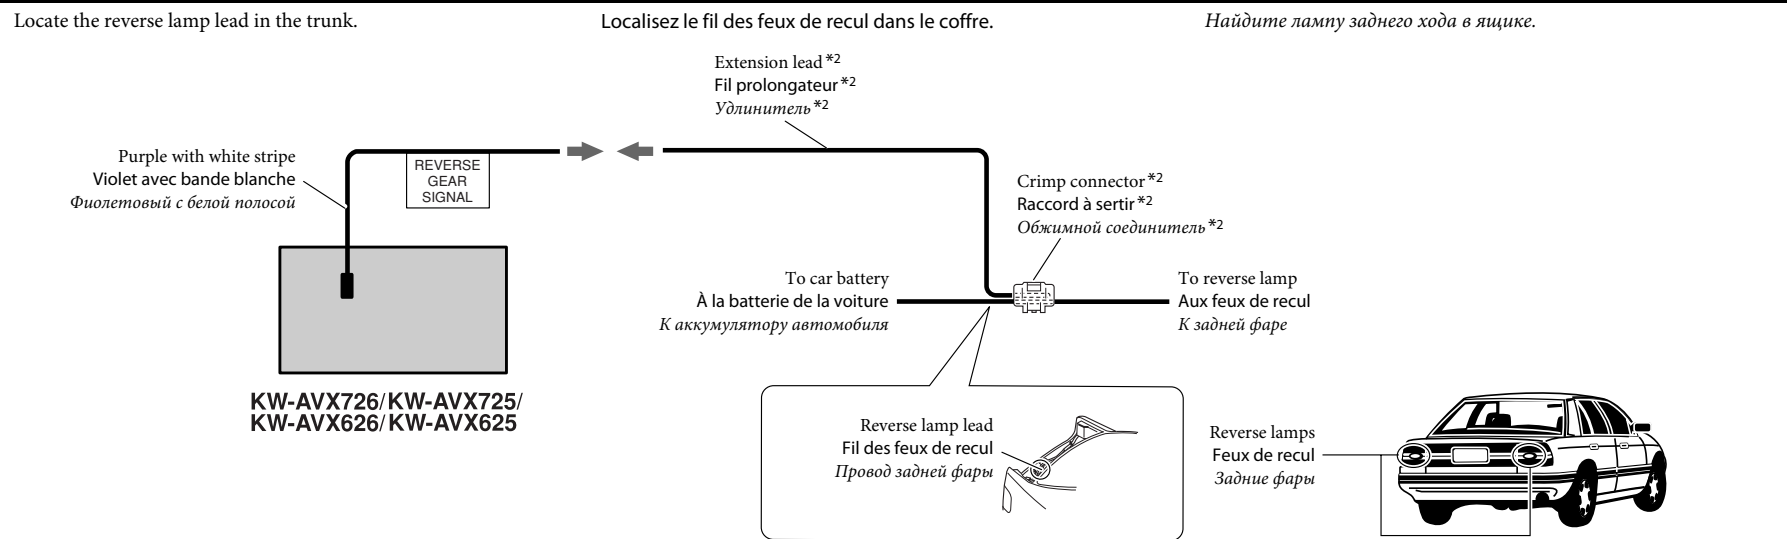 Locate the reverse lamp lead in the trunk.
Localisez le fil des feux de recul dans le coffre.
Найдите лампу заднего хода в ящике.
Extension lead*2
Fil prolongateur*2
Удлинитель*2
Purple with white stripe
Violet avec bande blanche
Фиолетовый с белой полосой
REVERSE
GEAR
SIGNAL
Crimp connector*2
Raccord à sertir*2
Обжимной соединитель*2
To car battery
À la batterie de la voiture
К аккумулятору автомобиля
To reverse lamp
Aux feux de recul
К задней фаре
KW-AVX726/KW-AVX725/
KW-AVX626/KW-AVX625
Reverse lamp lead
Fil des feux de recul
Провод задней фары
Reverse lamps
Feux de recul
Задние фары